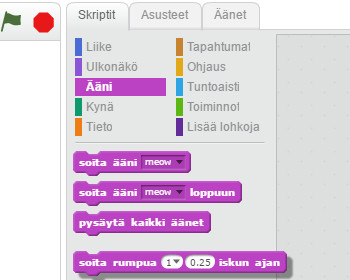 Skriptit Asusteet Äänet
Liike Tapahtumat
Ulkonäkö Ohjaus
Ääni Tuntoaisti
Kynä Toiminnot
Tieto Lisää lohkoja
soita ääni meow
soita ääni meow loppuun
pysäytä kaikki äänet
soita rumpua 1 0.25 iskun ajan